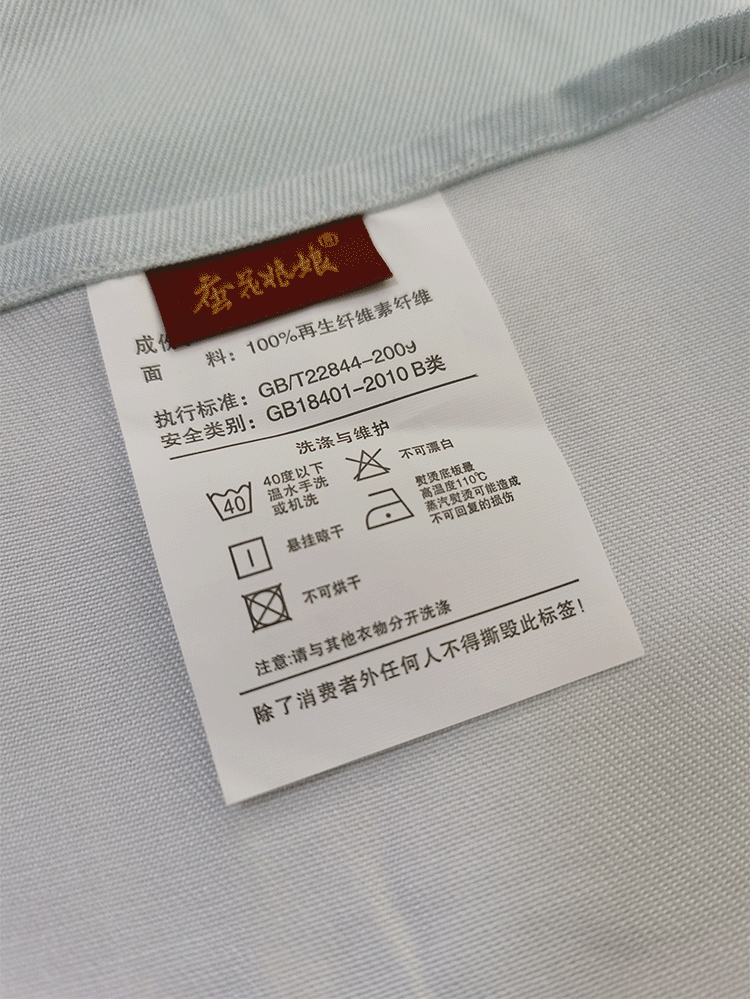 蚕花娘娘
成份:
面 料：100%再生纤维素纤维
执行标准：GB/T22844-2009
安全类别：GB18401-2010 B类
洗涤与维护
40
40度以下
温水手洗
或机洗
不可漂白
悬挂晾干
熨烫底板最
高温度110℃
蒸汽熨烫可能造成
不可回复的损伤
不可烘干
注意:请与其他衣物分开洗涤
除了消费者外任何人不得撕毁此标签!